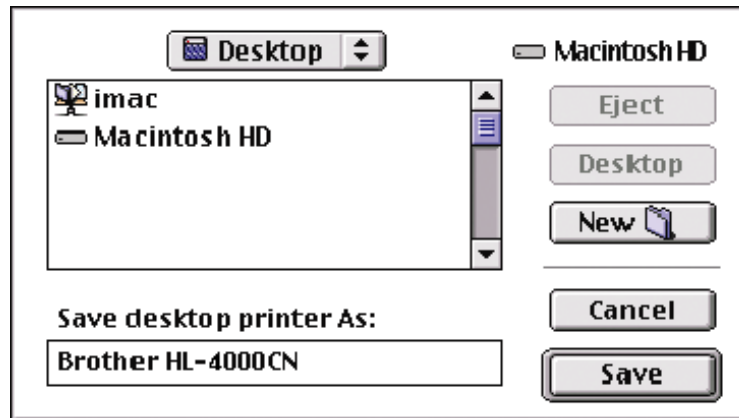 Desktop
Macintosh HD
imac
Macintosh HD
Eject
Desktop
New
Save desktop printer As:
Brother HL-4000CN
Cancel
Save